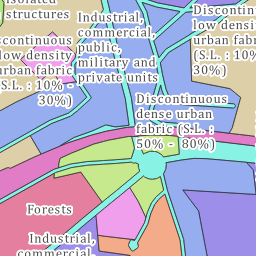 Isolated
structures
Industrial,
commercial,
public,
military and
private units
Discontinuous
low density
urban fabric
(S.L. : 10% -
30%)
Discontinuous
low density
urban fabric
(S.L. : 10% -
30%)
Discontinuous
dense urban
fabric (S.L. :
50% - 80%)
Forests
Industrial,
commercial,